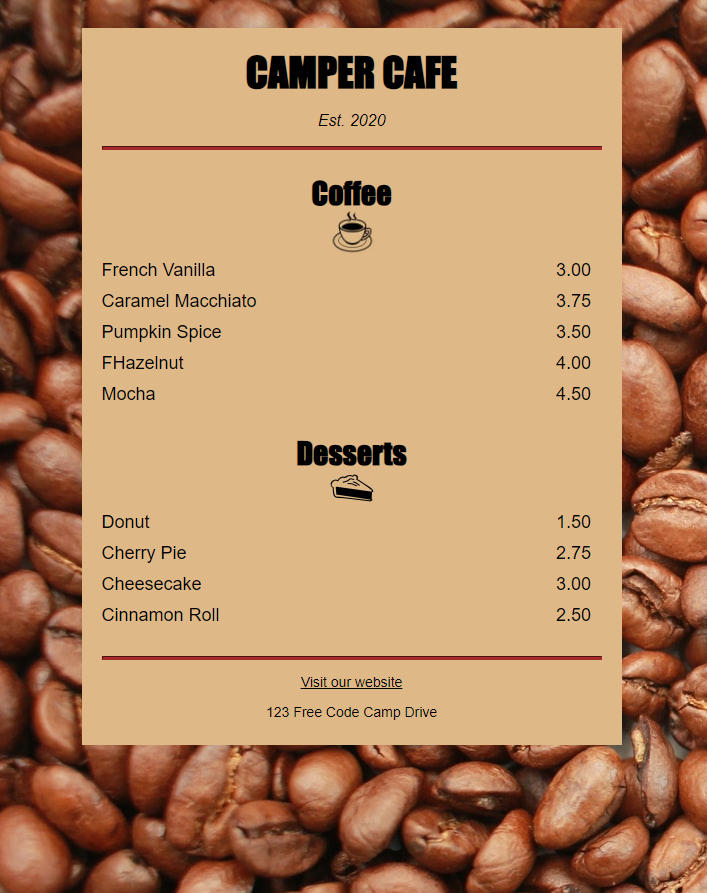 CAMPER CAFE
Est. 2020
Coffee
French Vanilla 3.00
Caramel Macchiato 3.75
Pumpkin Spice 3.50
FHazelnut 4.00
Mocha 4.50
Desserts
Donut 1.50
Cherry Pie 2.75
Cheesecake 3.00
Cinnamon Roll 2.50
Visit our website
123 Free Code Camp Drive